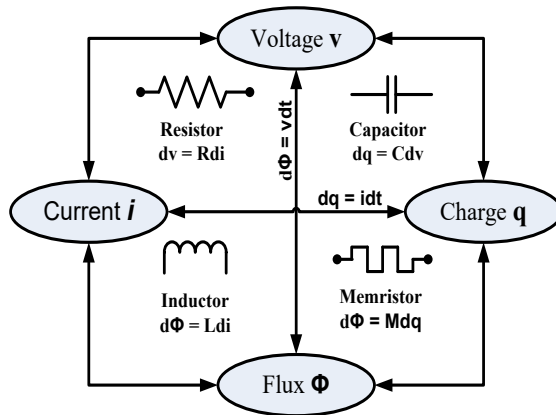 Voltage v
Resistor
dv = Rdi
Capacitor
dq = Cdv
dΦ = vdt
Current i
dq = idt
Charge q
Inductor
dΦ = Ldi
Memristor
dΦ = Mdq
Flux Φ